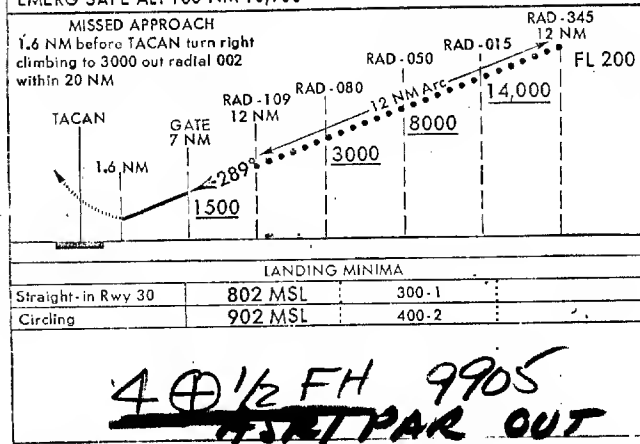 EMERG SAFE ALT 100 NM
MISSED APPROACH
1.6 NM before TACAN turn right
climbing to 3000 out radial 002
within 20 NM
RAD-345
12 NM
FL 200
RAD-015
14,000
RAD-050
8000
12 NM Arc
RAD-080
3000
RAD-109
12 NM
289°
GATE
7 NM
1500
TACAN
1.6 NM
LANDING MINIMA
Straight-in Rwy 30 802 MSL 300-1
Circling 902 MSL 400-2
4 ⊕ 1/2 FH 9905
PAR OUT